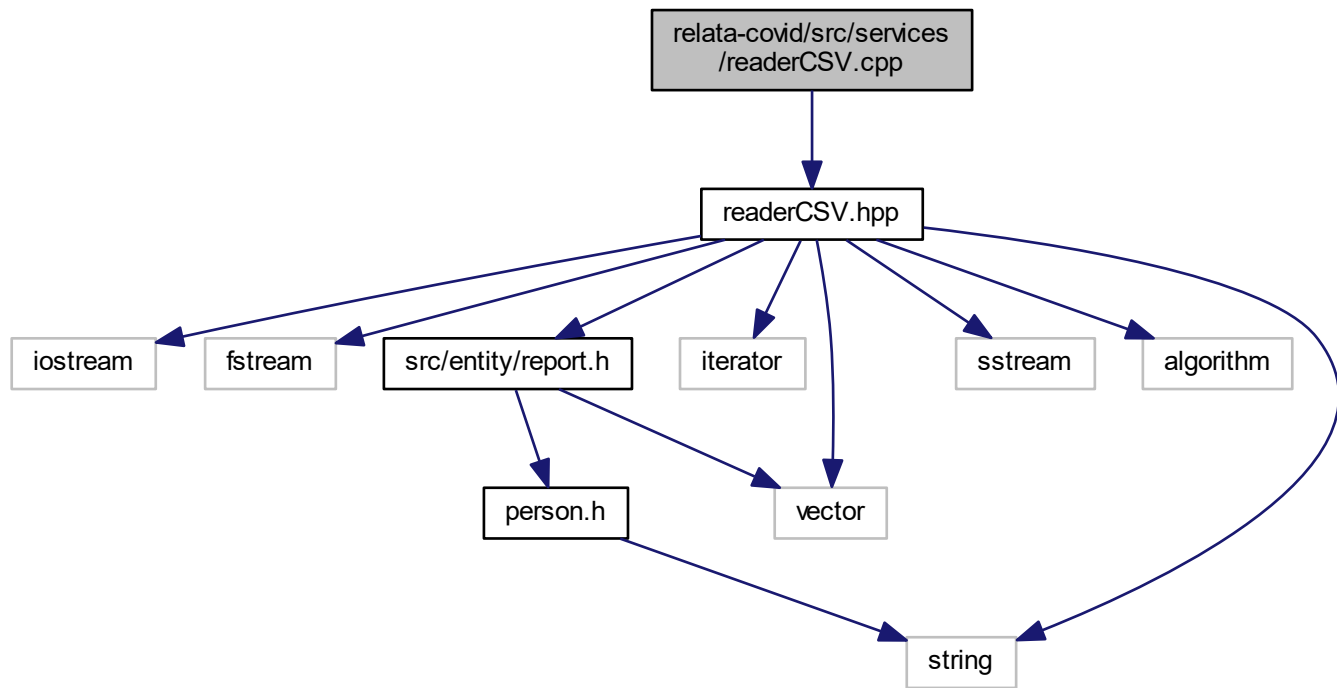 relata-covid/src/services
/readerCSV.cpp
readerCSV.hpp
iostream
fstream
src/entity/report.h
iterator
sstream
algorithm
person.h
vector
string